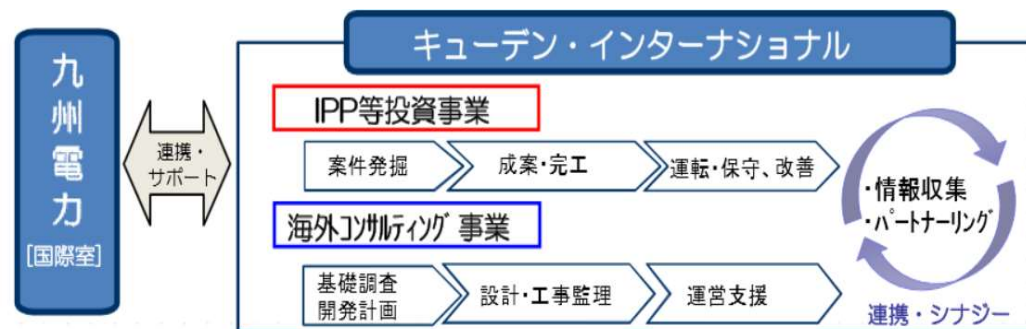 九州電力
[国際室]
連携・
サポート
キューデン・インターナショナル
IPP等投資事業
案件発掘
成案・完工
運転・保守、改善
海外コンサルティング事業
基礎調査
開発計画
設計・工事監理
運営支援
・情報収集
・パートナーリング
連携・シナジー